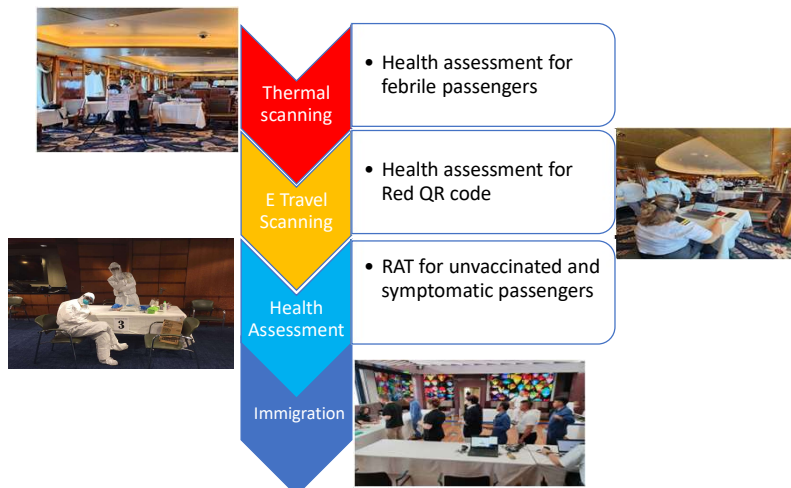 Thermal
scanning
• Health assessment for
febrile passengers
E Travel
Scanning
• Health assessment for
Red QR code
Health
Assessment
• RAT for unvaccinated and
symptomatic passengers
3
Immigration